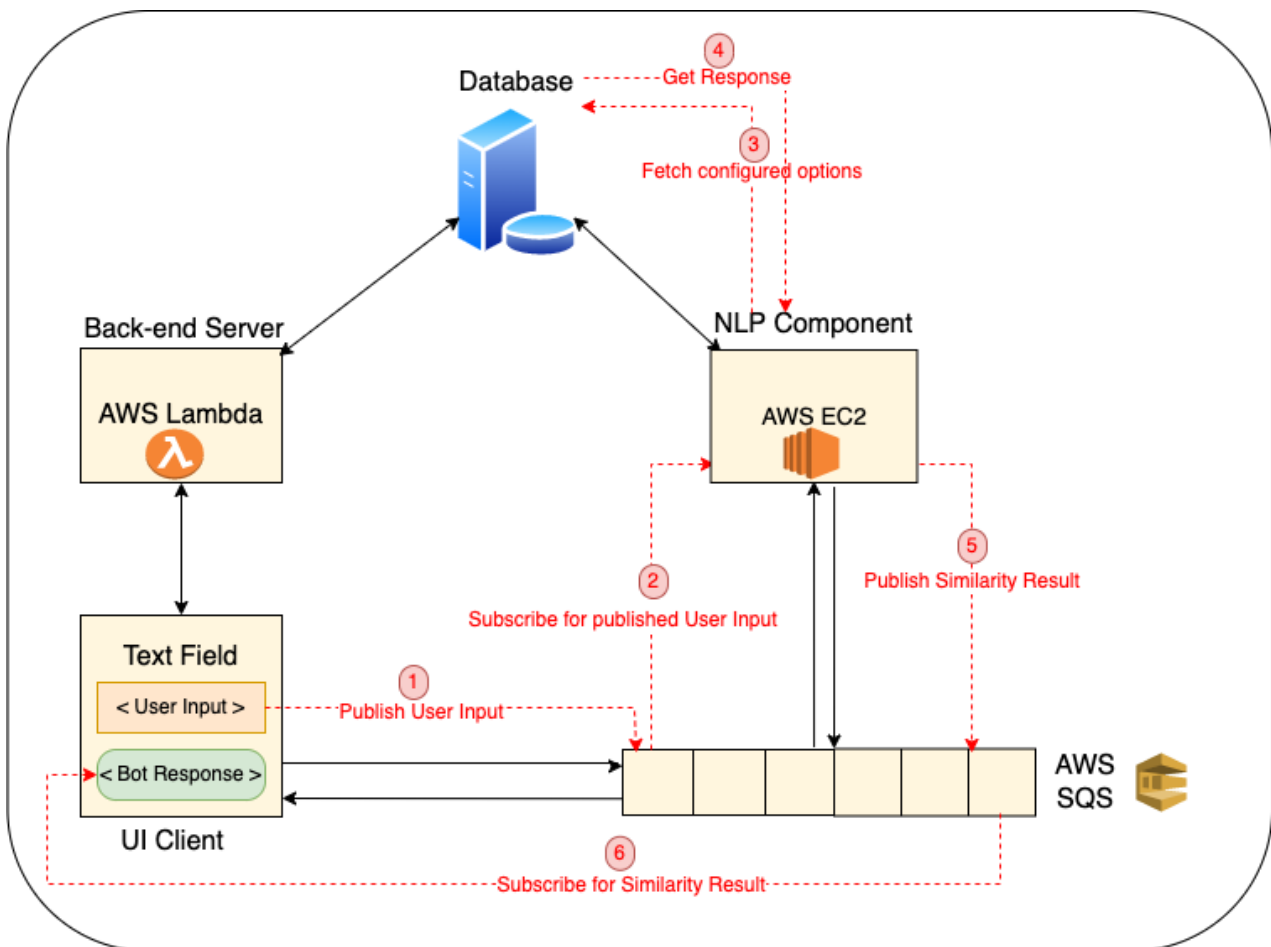 4
Get Response
Database
3
Fetch configured options
Back-end Server
NLP Component
AWS Lambda
λ
AWS EC2
5
Publish Similarity Result
2
Subscribe for published User Input
Text Field
1
< User Input >
Publish User Input
< Bot Response >
AWS
SQS
UI Client
6
Subscribe for Similarity Result